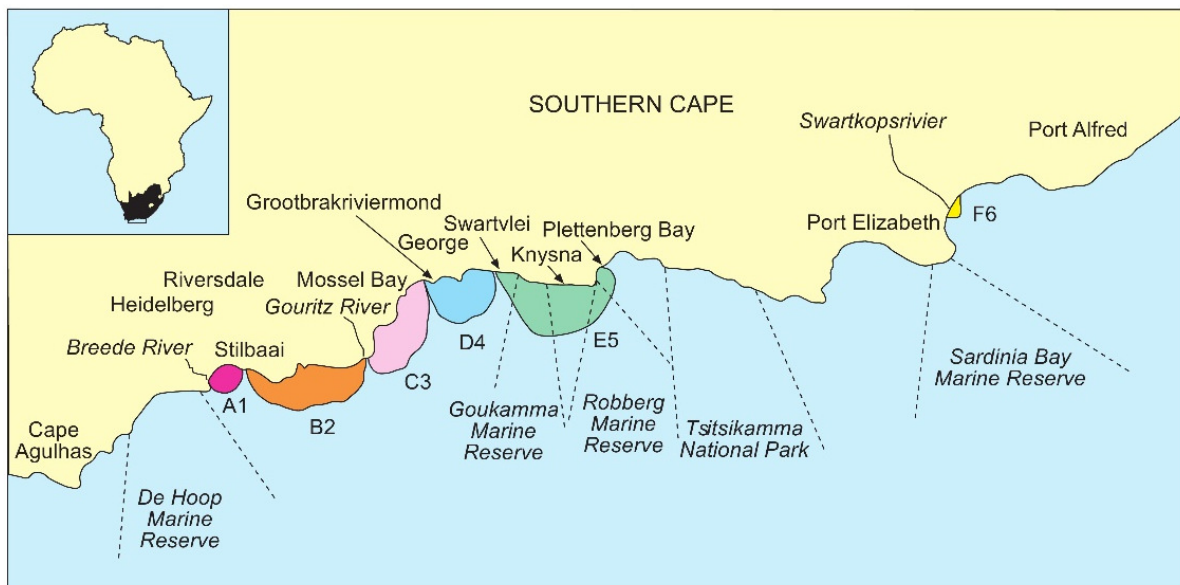 SOUTHERN CAPE
Swartkopsrivier
Port Alfred
Grootbrakriviermond
Swartvlei
Plettenberg Bay
George
Knysna
Port Elizabeth
F6
Riversdale
Mossel Bay
Heidelberg
Gouritz River
Breede River
Stilbaai
A1
B2
C3
D4
E5
Cape
Agulhas
De Hoop
Marine
Reserve
Goukamma
Marine
Reserve
Robberg
Marine
Reserve
Tsitsikamma
National Park
Sardinia Bay
Marine Reserve